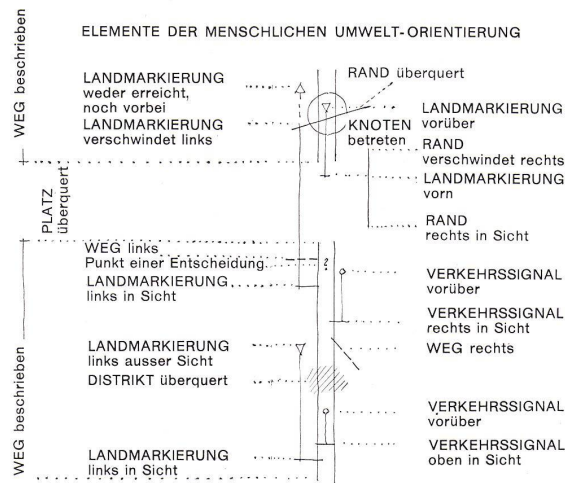 ELEMENTE DER MENSCHLICHEN UMWELT-ORIENTIERUNG
WEG beschrieben
LANDMARKIERUNG
weder erreicht,
noch vorbei
LANDMARKIERUNG
verschwindet links
RAND überquert
KNOTEN
betreten
LANDMARKIERUNG
vorüber
RAND
verschwindet rechts
LANDMARKIERUNG
vorn
RAND
rechts in Sicht
PLATZ
überquert
WEG links
Punkt einer Entscheidung
?
LANDMARKIERUNG
links in Sicht
VERKEHRSSIGNAL
vorüber
VERKEHRSSIGNAL
rechts in Sicht
WEG rechts
WEG beschrieben
LANDMARKIERUNG
links ausser Sicht
DISTRIKT überquert
VERKEHRSSIGNAL
vorüber
VERKEHRSSIGNAL
oben in Sicht
LANDMARKIERUNG
links in Sicht